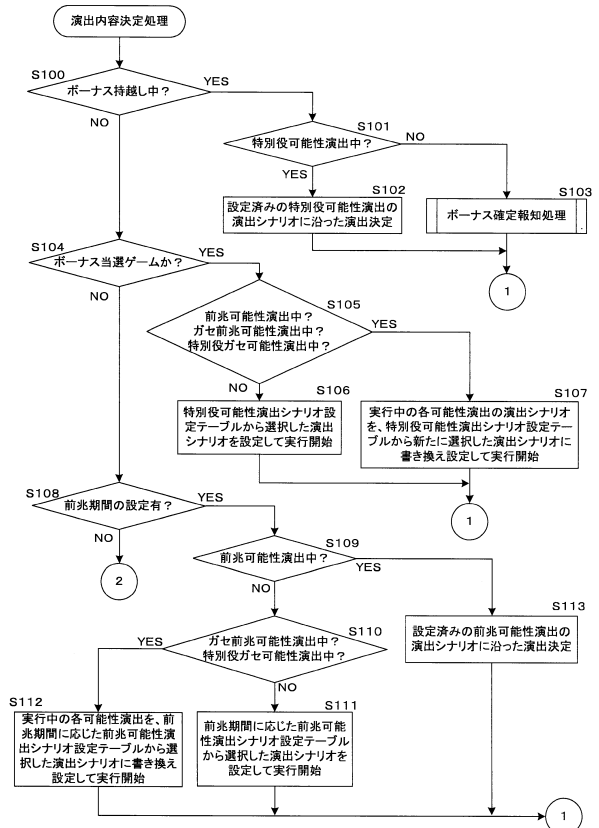 演出内容決定処理
S100
ボーナス持越し中?
YES
NO
S101
特別役可能性演出中?
NO
YES
S102
設定済みの特別役可能性演出の
演出シナリオに沿った演出決定
S103
ボーナス確定報知処理
1
S104
ボーナス当選ゲームか?
YES
NO
S105
前兆可能性演出中?
ガセ前兆可能性演出中?
特別役ガセ可能性演出中?
YES
NO
S106
特別役可能性演出シナリオ設
定テーブルから選択した演出
シナリオを設定して実行開始
S107
実行中の各可能性演出の演出シナリオ
を、特別役可能性演出シナリオ設定テー
ブルから新たに選択した演出シナリオに
書き換え設定して実行開始
1
S108
前兆期間の設定有?
YES
NO
2
S109
前兆可能性演出中?
YES
NO
S110
ガセ前兆可能性演出中?
特別役ガセ可能性演出中?
YES
NO
S113
設定済みの前兆可能性演出の
演出シナリオに沿った演出決定
S112
実行中の各可能性演出を、前
兆期間に応じた前兆可能性演
出シナリオ設定テーブルから選
択した演出シナリオに書き換え
設定して実行開始
S111
前兆期間に応じた前兆可能
性演出シナリオ設定テーブル
から選択した演出シナリオを
設定して実行開始
1